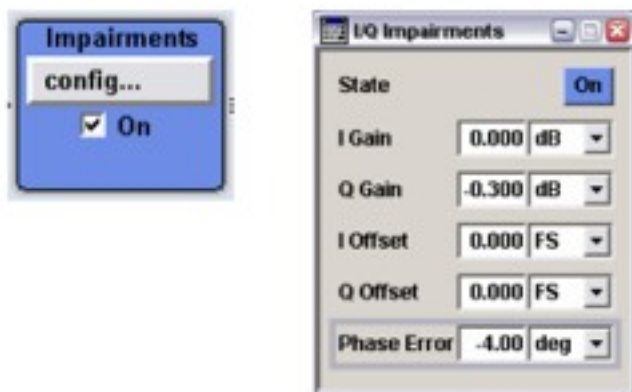 Impairments
config...
On
I/Q Impairments
State On
I Gain 0.000 dB
Q Gain -0.300 dB
I Offset 0.000 FS
Q Offset 0.000 FS
Phase Error -4.00 deg